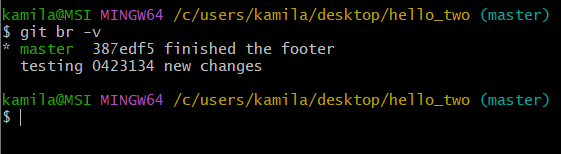 kamila@MSI MINGW64 /c/users/kamila/desktop/hello_two (master)
$ git br -v
* master  387edf5 finished the footer
  testing 0423134 new changes

kamila@MSI MINGW64 /c/users/kamila/desktop/hello_two (master)
$